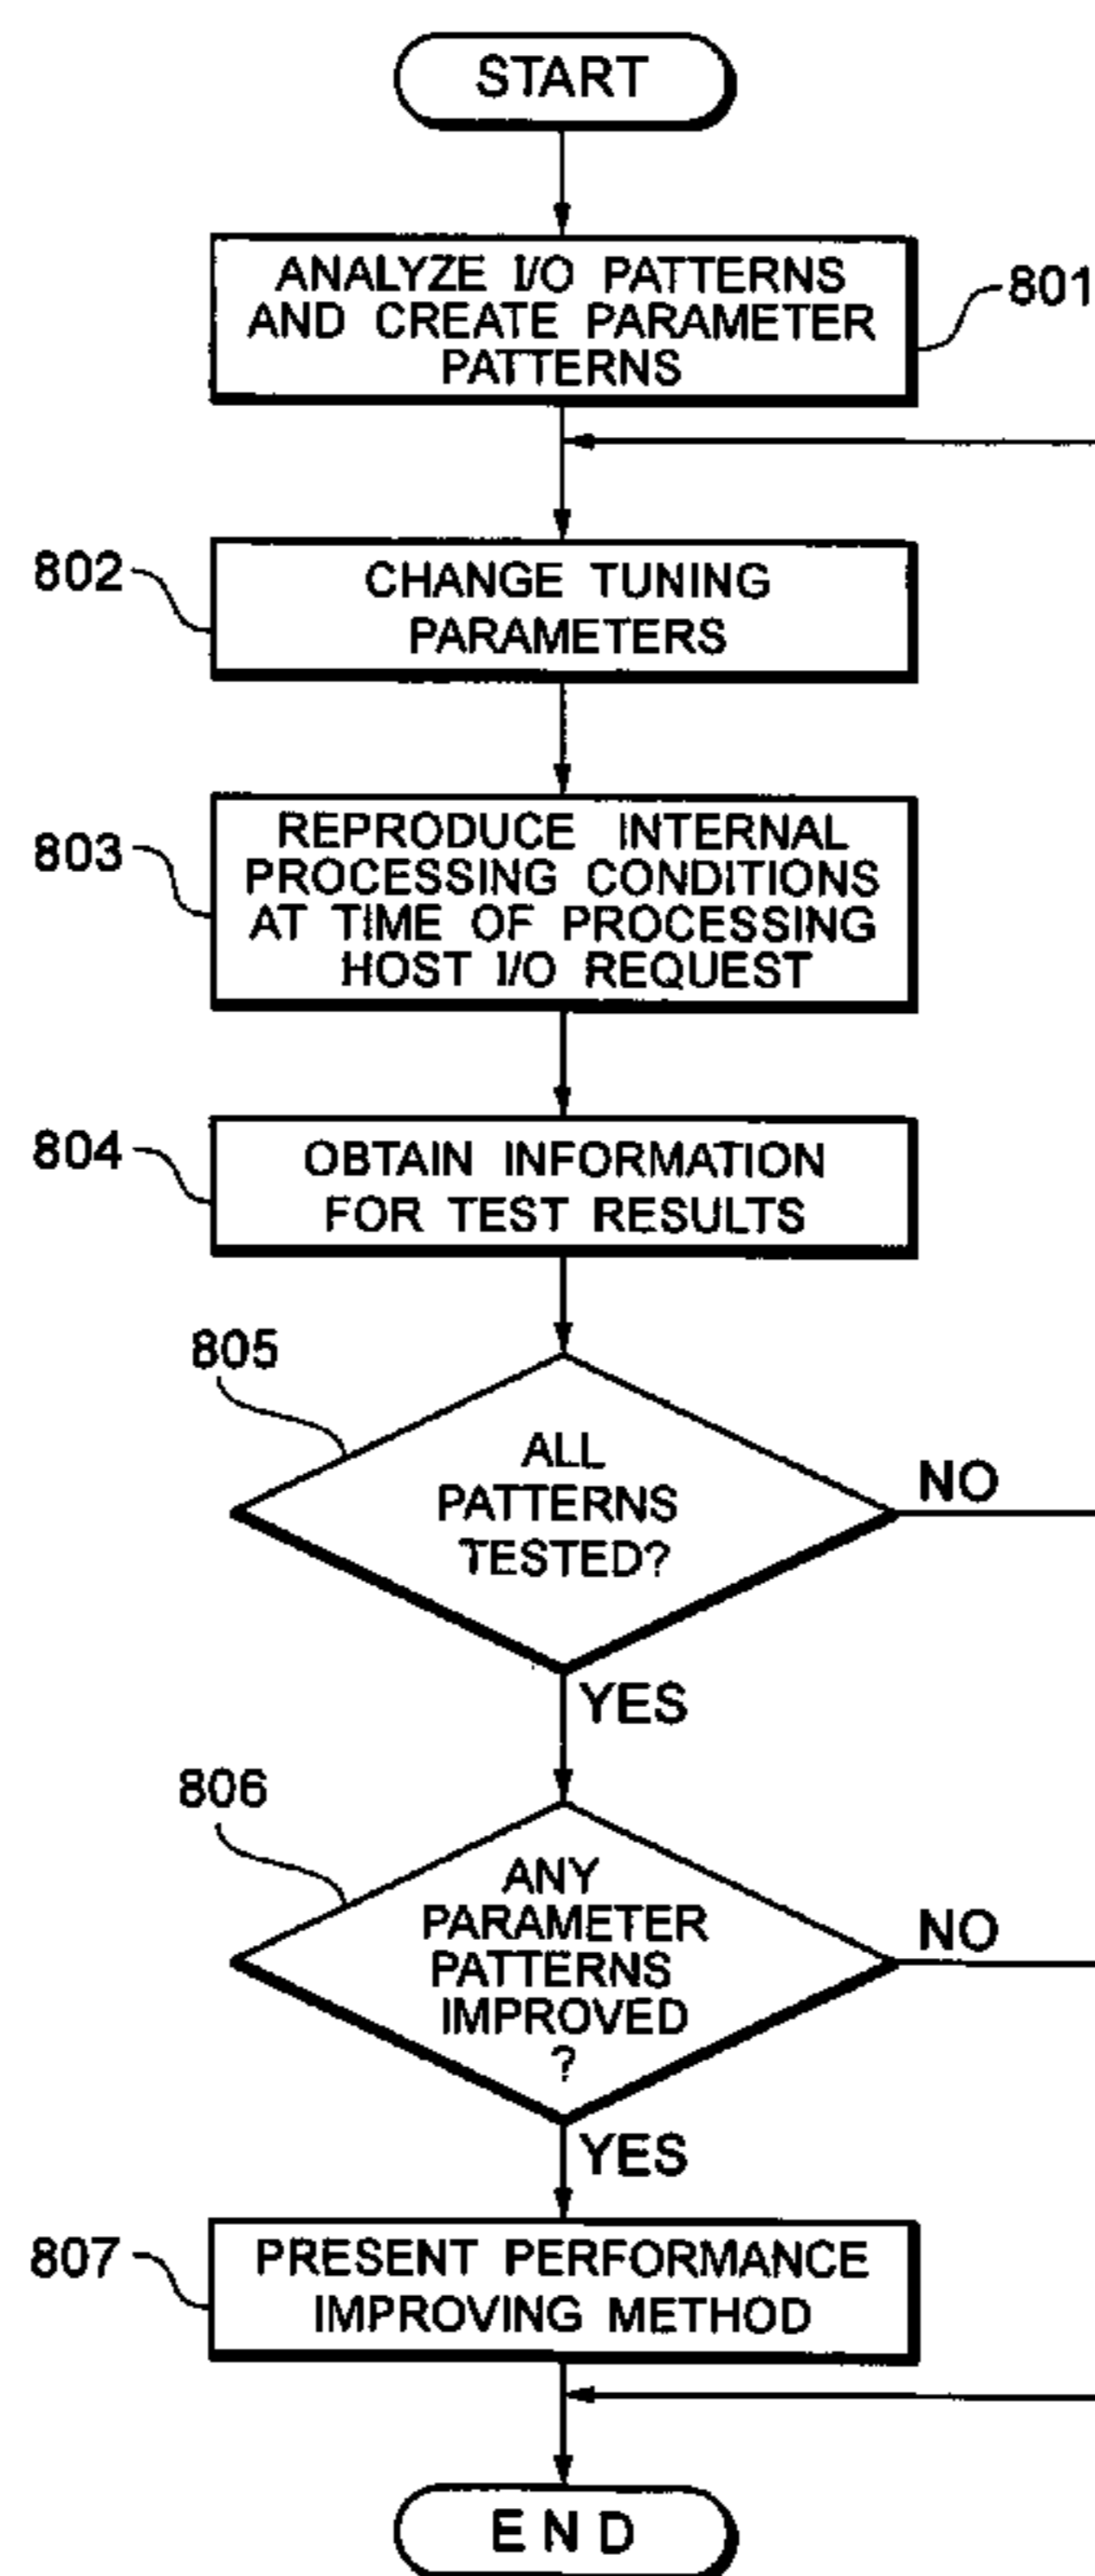 START
ANALYZE I/O PATTERNS
AND CREATE PARAMETER
PATTERNS
801
802
CHANGE TUNING
PARAMETERS
803
REPRODUCE INTERNAL
PROCESSING CONDITIONS
AT TIME OF PROCESSING
HOST I/O REQUEST
804
OBTAIN INFORMATION
FOR TEST RESULTS
805
ALL
PATTERNS
TESTED?
NO
YES
806
ANY
PARAMETER
PATTERNS
IMPROVED
?
NO
YES
807
PRESENT PERFORMANCE
IMPROVING METHOD
END